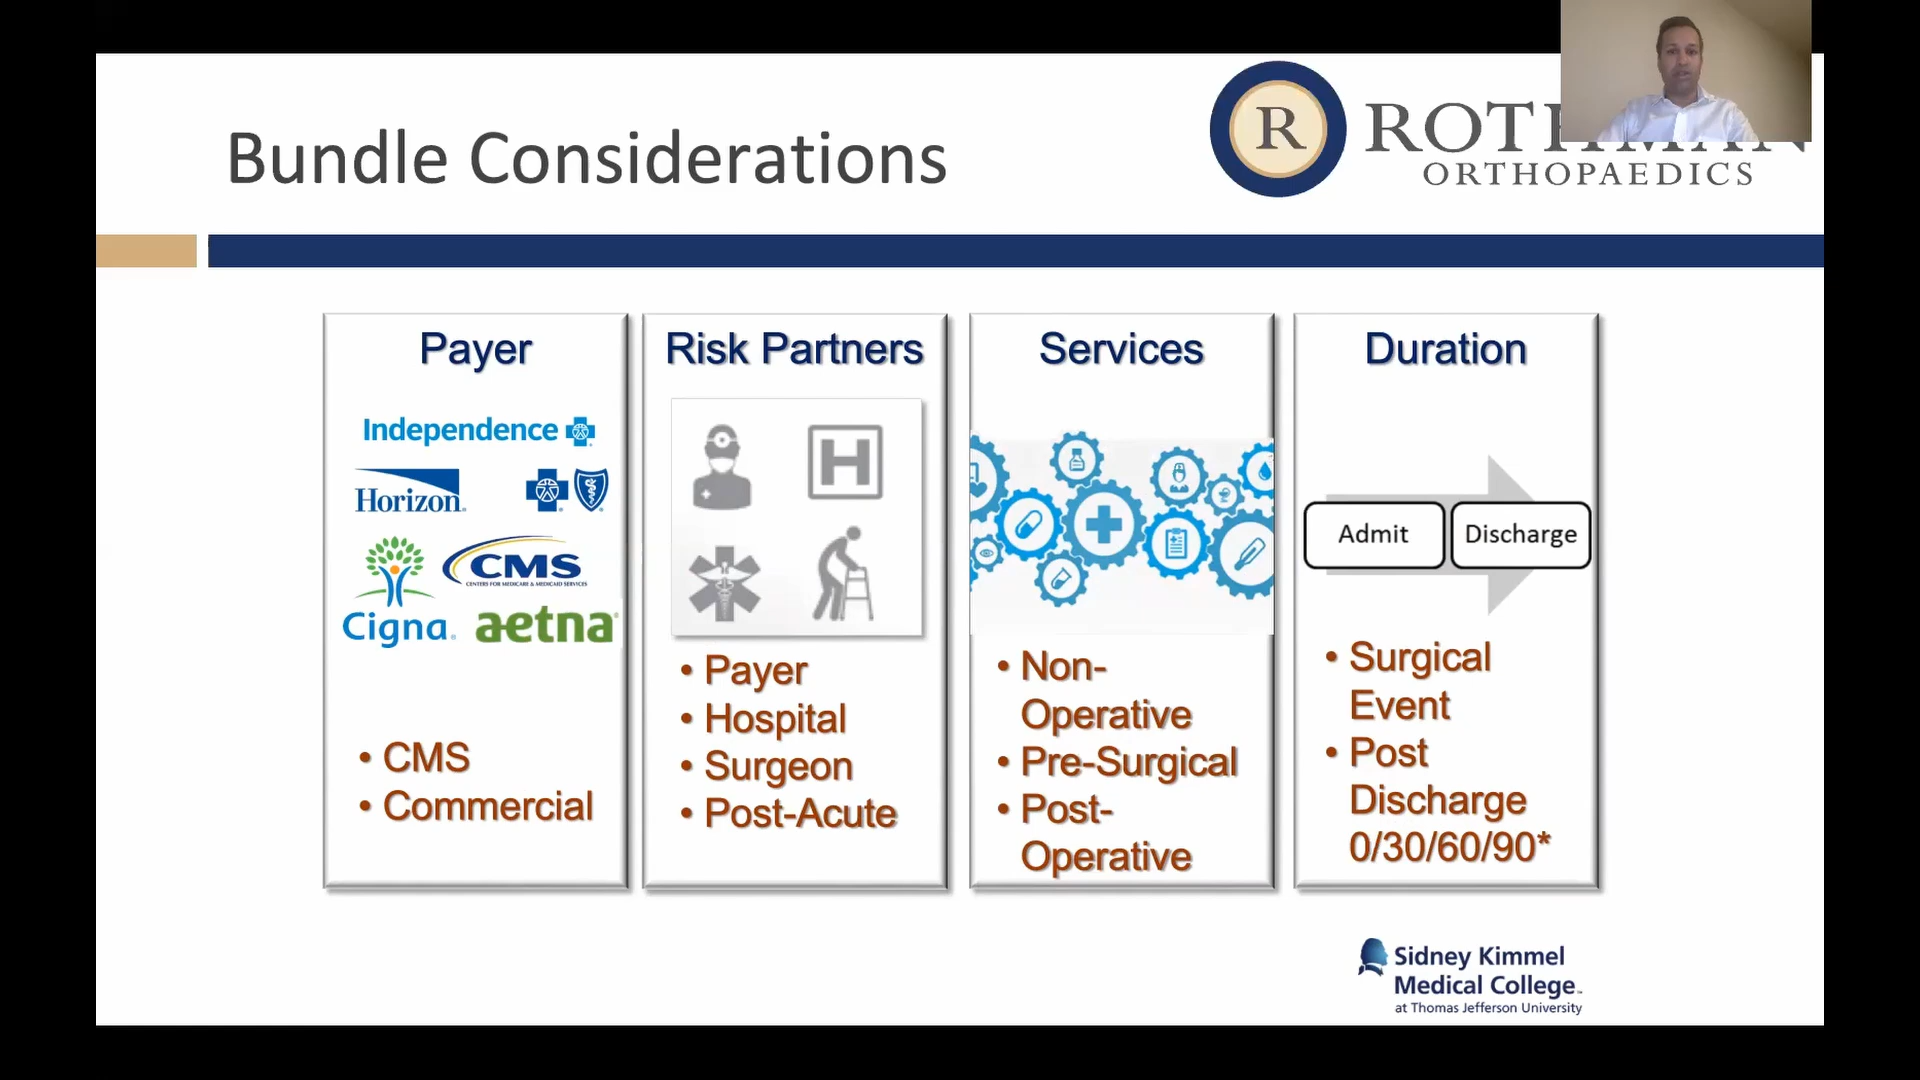 Bundle Considerations
R
ORTHOPAEDICS
Payer
Independence
Horizon
CMS
CENTERS FOR MEDICARE & MEDICAID SERVICES
Cigna
aetna
• CMS
• Commercial
Risk Partners
H
• Payer
• Hospital
• Surgeon
• Post-Acute
Services
• Non-
Operative
• Pre-Surgical
• Post-
Operative
Duration
Admit
Discharge
• Surgical
Event
• Post
Discharge
0/30/60/90*
Sidney Kimmel
Medical College
at Thomas Jefferson University